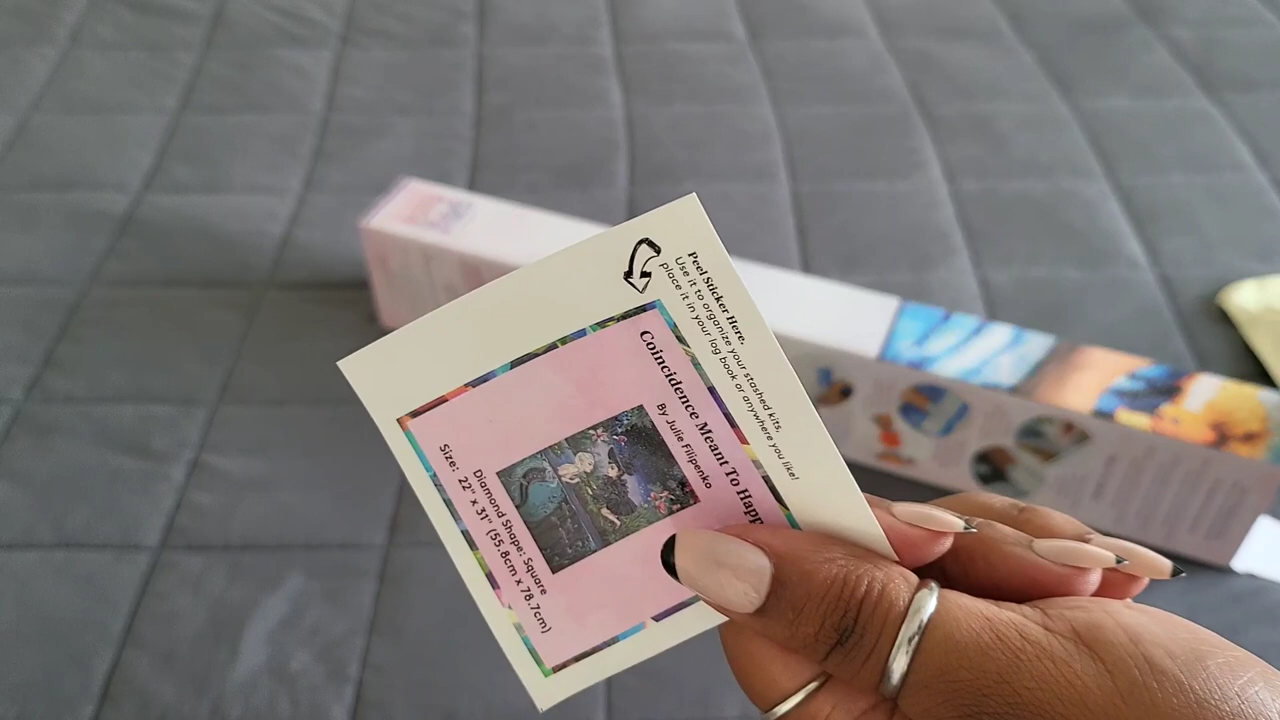 Peel Sticker Here.
Use it to organize your stashed kits,
place it in your log book or anywhere you like!
Coincidence Meant To Happ
By Julie Filipenko
Diamond Shape: Square
Size: 22" x 31" (55.8cm x 78.7cm)